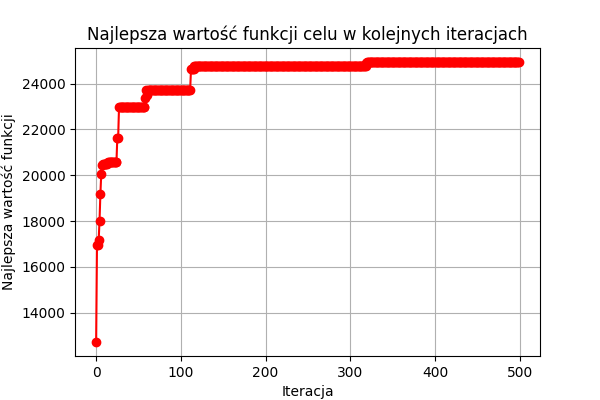 Najlepsza wartość funkcji celu w kolejnych iteracjach
Najlepsza wartość funkcji
24000
22000
20000
18000
16000
14000
0 100 200 300 400 500
Iteracja